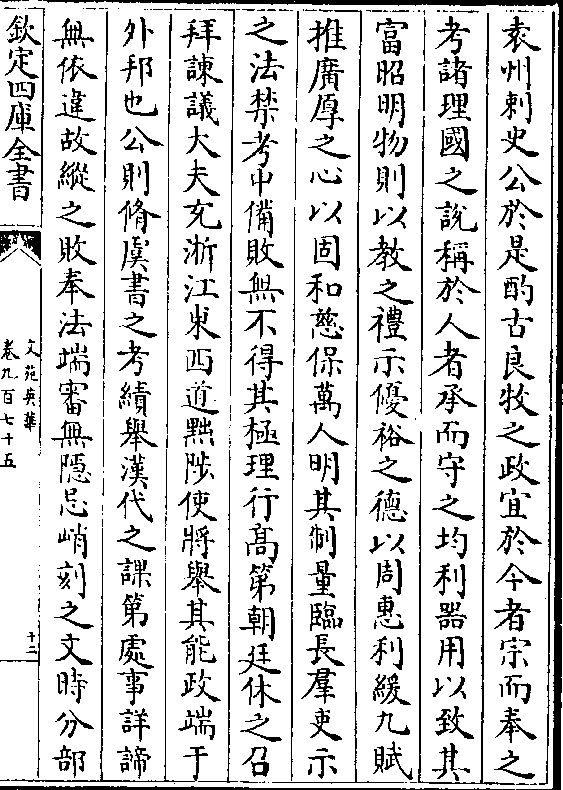 袁州刺史公於是酌古良牧之政宜於今者宗而奉之
考諸理國之說稱於人者承而守之均利器用以致其
富昭明物則以教之禮示優裕之德以周惠利緩九賦
推廣厚之心以固和慈保萬人明其制量臨長羣吏示
之法禁考中備敗無不得其極理行髙第朝廷休之召
拜諫議大夫充浙江東西道黜陟使將舉其能政端于
外邦也公則脩虞書之考績舉漢代之課第處事詳諦
無依違故縱之敗奉法端審無隱忌峭刻之文時分部
欽定四庫全書
文苑英華
卷九百七十五
十二